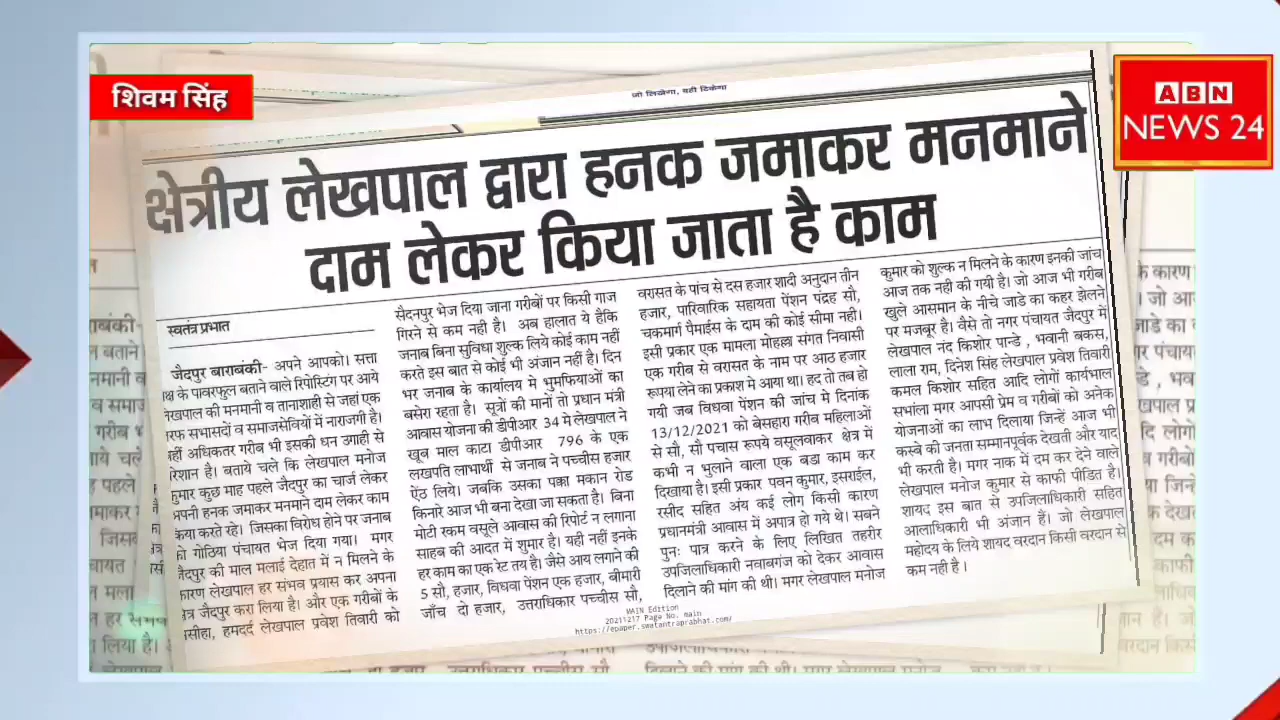 शिवम सिंह
ABN
NEWS 24
जो लिखेगा, वही टिकेगा
क्षेत्रीय लेखपाल द्वारा हनक जमाकर मनमाने
दाम लेकर किया जाता है काम
स्वतंत्र प्रभात
जैदपुर बाराबंकी- अपने आपको। सत्ता
के पावरफुल बताने वाले रिपोस्टिंग पर आये
लेखपाल की मनमानी व तानाशाही से जहां एक
तरफ सभासदों व समाजसेवियों में नाराजगी है।
वहीं अधिकतर गरीब भी इसकी धन उगाही से
परेशान है। बताये चले कि लेखपाल मनोज
कुमार कुछ माह पहले जैदपुर का चार्ज लेकर
अपनी हनक जमाकर मनमाने दाम लेकर काम
किया करते रहे। जिसका विरोध होने पर जनाब
को गोठिया पंचायत भेज दिया गया। मगर
जैदपुर की माल मलाई देहात में न मिलने के
कारण लेखपाल हर संभव प्रयास कर अपना
क्षेत्र जैदपुर करा लिया है। और एक गरीबों के
मसीहा, हमदर्द लेखपाल प्रवेश तिवारी को
सैदनपुर भेज दिया जाना गरीबों पर किसी गाज
गिरने से कम नही है। अब हालात ये हैकि
जनाब बिना सुविधा शुल्क लिये कोई काम नहीं
करते इस बात से कोई भी अंजान नहीं है। दिन
भर जनाब के कार्यालय मे भुमफियाओं का
बसेरा रहता है। सूत्रों की मानों तो प्रधान मंत्री
आवास योजना की डीपीआर 34 मे लेखपाल ने
खूब माल काटा डीपीआर 796 के एक
लखपति लाभार्थी से जनाब ने पच्चीस हजार
ऐंठ लिये। जबकि उसका पक्का मकान रोड
किनारे आज भी बना देखा जा सकता है। बिना
मोटी रकम वसूले आवास की रिपोर्ट न लगाना
साहब की आदत में शुमार है। यही नहीं इनके
हर काम का एक रेट तय है। जैसे आय लगाने की
5 सौ, हजार, विधवा पेंशन एक हजार, बीमारी
जाँच दो हजार, उत्तराधिकार पच्चीस सौ,
वरासत के पांच से दस हजार शादी अनुदान तीन
हजार, पारिवारिक सहायता पेंशन पंद्रह सौ,
चकमार्ग पैमाईस के दाम की कोई सीमा नही।
इसी प्रकार एक मामला मोहल्ला संगत निवासी
एक गरीब से वरासत के नाम पर आठ हजार
रूपया लेने का प्रकाश मे आया था। हद तो तब हो
गयी जब विधवा पेंशन की जांच मे दिनांक
13/12/2021 को बेसहारा गरीब महिलाओं
से सौ, सौ पचास रूपये वसूलवाकर क्षेत्र में
कभी न भुलाने वाला एक बडा काम कर
दिखाया है। इसी प्रकार पवन कुमार, इसराईल,
रसीद सहित अंय कई लोग किसी कारण
प्रधानमंत्री आवास में अपात्र हो गये थे। सबने
पुनः पात्र करने के लिए लिखित तहरीर
उपजिलाधिकारी नवाबगंज को देकर आवास
दिलाने की मांग की थी। मगर लेखपाल मनोज
कुमार को शुल्क न मिलने के कारण इनकी जांच
आज तक नही की गयी है। जो आज भी गरीब
खुले आसमान के नीचे जाडे का कहर झेलने
पर मजबूर है। वैसे तो नगर पंचायत जैदपुर में
लेखपाल नंद किशोर पान्डे , भवानी बकस,
लाला राम, दिनेश सिंह लेखपाल प्रवेश तिवारी
कमल किशोर सहित आदि लोगों कार्यभाल
सभांला मगर आपसी प्रेम व गरीबों को अनेक
योजनाओं का लाभ दिलाया जिन्हें आज भी
कस्बे की जनता सम्मानपूर्वक देखती और याद
भी करती है। मगर नाक में दम कर देने वाले
लेखपाल मनोज कुमार से काफी पीडित है।
शायद इस बात से उपजिलाधिकारी सहित
आलाधिकारी भी अंजान हैं। जो लेखपाल
महोदय के लिये शायद वरदान किसी वरदान से
कम नही है।
MAIN Edition
20211217 Page No. main
https://epaper.swatantraprabhat.com/